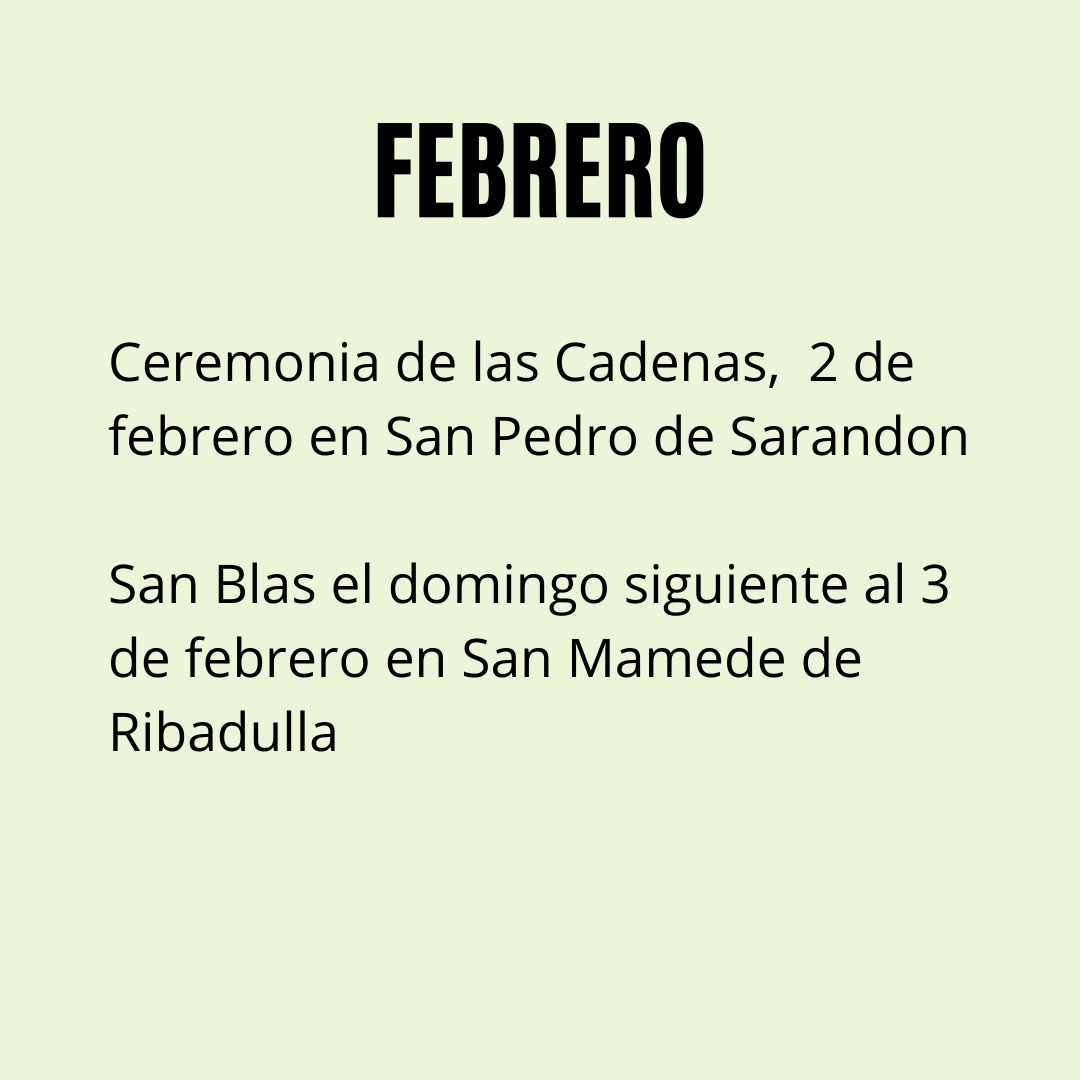 FEBRERO
Ceremonia de las Cadenas,  2 de
febrero en San Pedro de Sarandon
San Blas el domingo siguiente al 3
de febrero en San Mamede de
Ribadulla